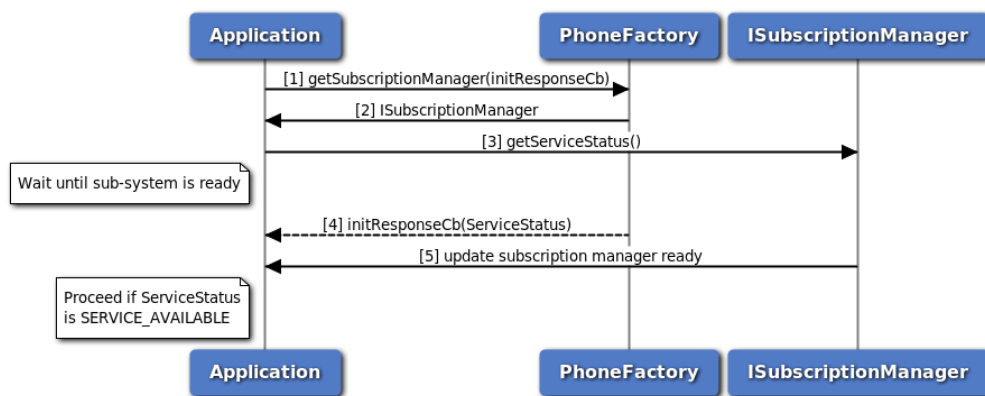 Application
PhoneFactory
ISubscriptionManager
[1] getSubscriptionManager(initResponseCb)
[2] ISubscriptionManager
[3] getServiceStatus()
Wait until sub-system is ready
[4] initResponseCb(ServiceStatus)
[5] update subscription manager ready
Proceed if ServiceStatus
is SERVICE_AVAILABLE
Application
PhoneFactory
ISubscriptionManager